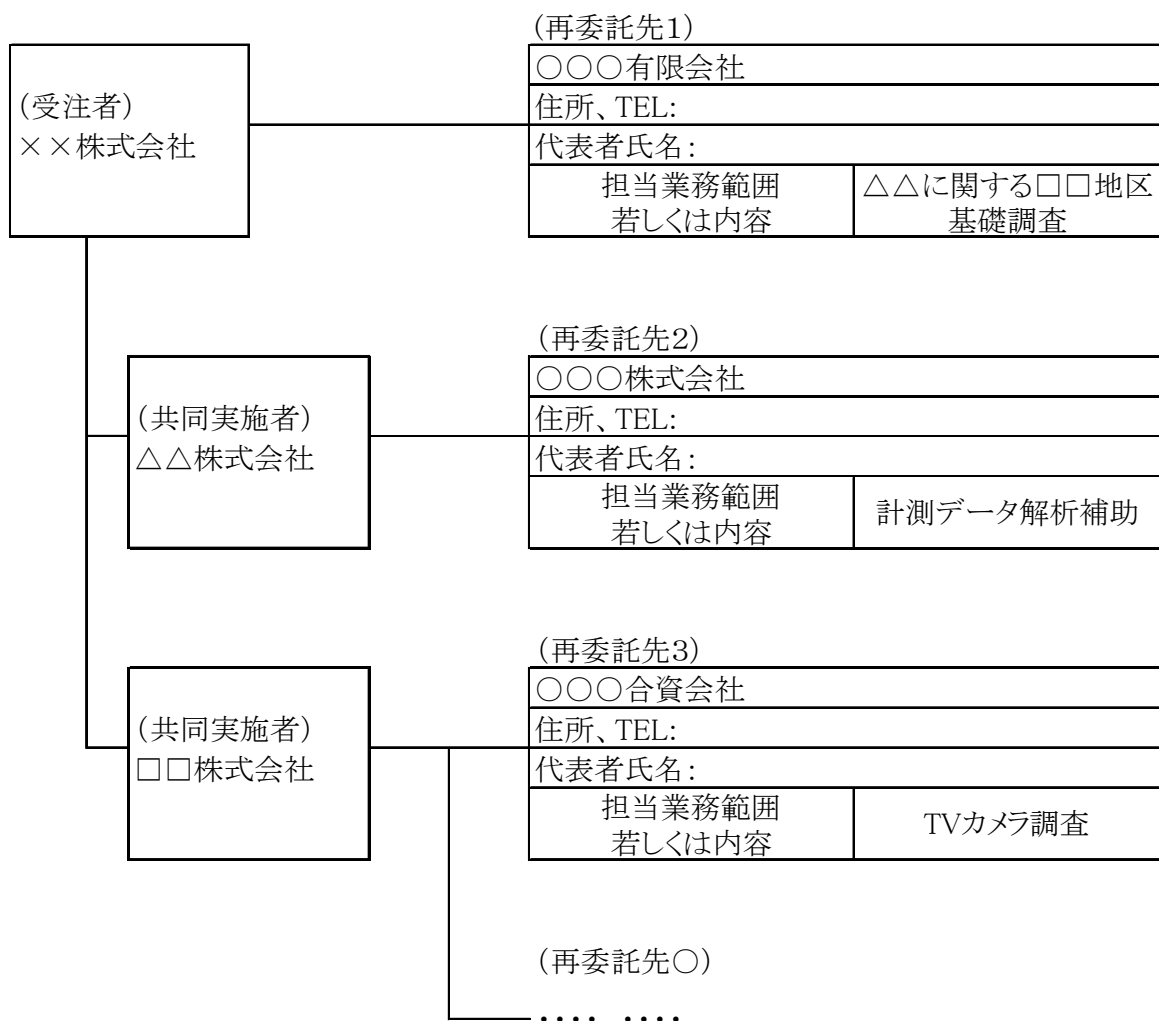 (再委託先1)
○○○有限会社
(受注者)
××株式会社
住所、TEL:
代表者氏名:
担当業務範囲
若しくは内容
△△に関する□□地区
基礎調査
(再委託先2)
○○○株式会社
(共同実施者)
△△株式会社
住所、TEL:
代表者氏名:
担当業務範囲
若しくは内容
計測データ解析補助
(再委託先3)
○○○合資会社
(共同実施者)
□□株式会社
住所、TEL:
代表者氏名:
担当業務範囲
若しくは内容
TVカメラ調査
(再委託先○)
‥‥ ‥‥